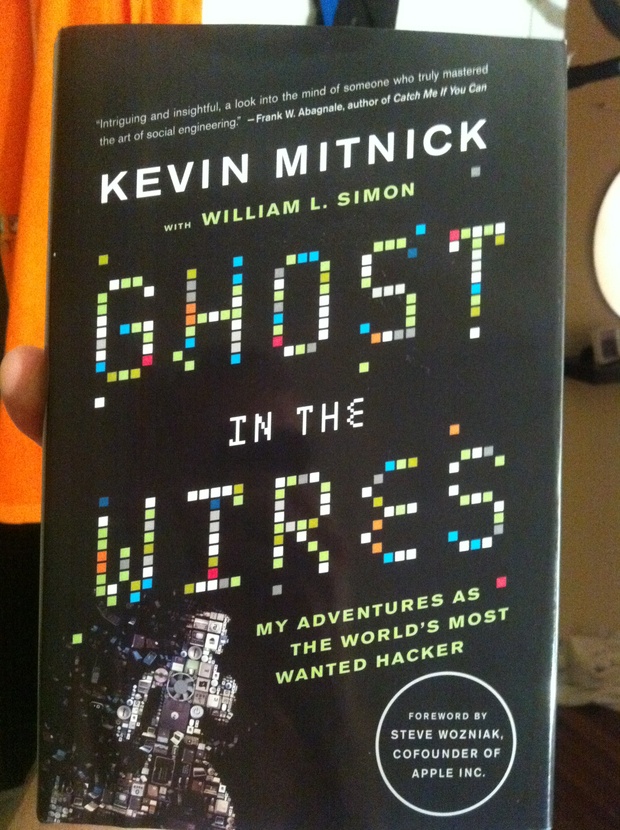 "Intriguing and insightful, a look into the mind of someone who truly mastered
the art of social engineering." —Frank W. Abagnale, author of Catch Me If You Can
KEVIN MITNICK
WITH WILLIAM L. SIMON
GHOST
IN THE
WIRES
MY ADVENTURES AS
THE WORLD'S MOST
WANTED HACKER
FOREWORD BY
STEVE WOZNIAK,
COFOUNDER OF
APPLE INC.